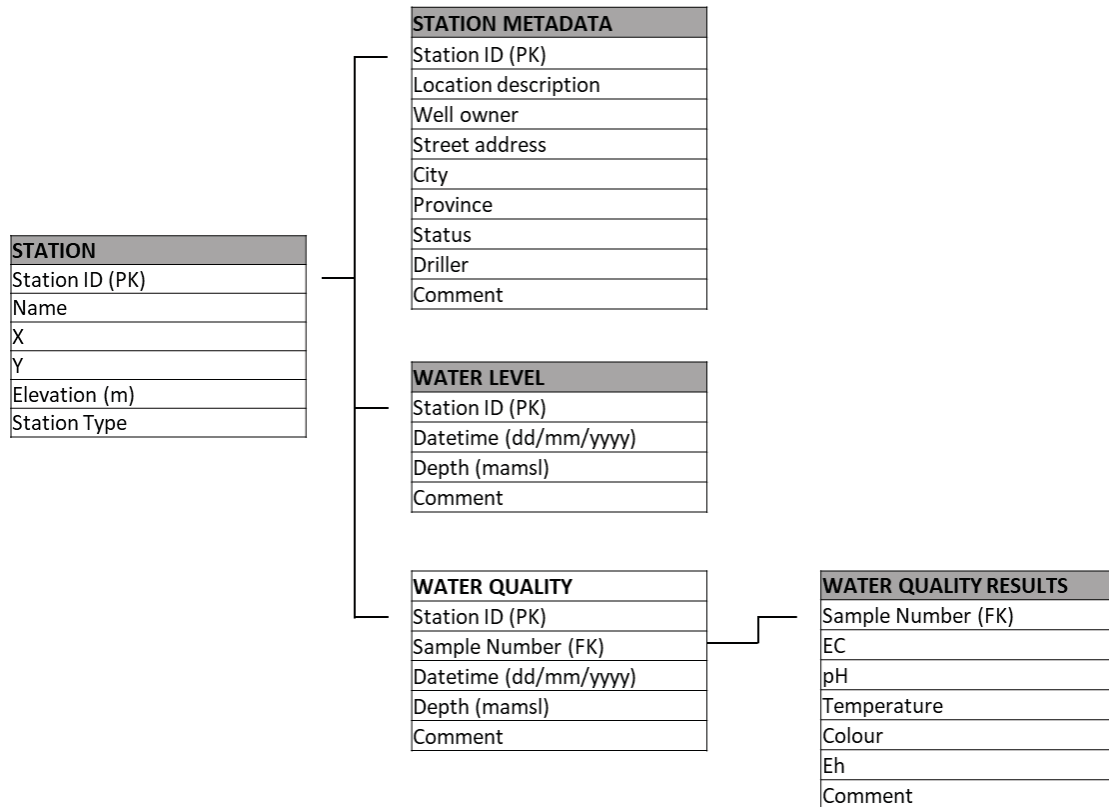 STATION
Station ID (PK)
Name
X
Y
Elevation (m)
Station Type
STATION METADATA
Station ID (PK)
Location description
Well owner
Street address
City
Province
Status
Driller
Comment
WATER LEVEL
Station ID (PK)
Datetime (dd/mm/yyyy)
Depth (mamsl)
Comment
WATER QUALITY
Station ID (PK)
Sample Number (FK)
Datetime (dd/mm/yyyy)
Depth (mamsl)
Comment
WATER QUALITY RESULTS
Sample Number (FK)
EC
pH
Temperature
Colour
Eh
Comment